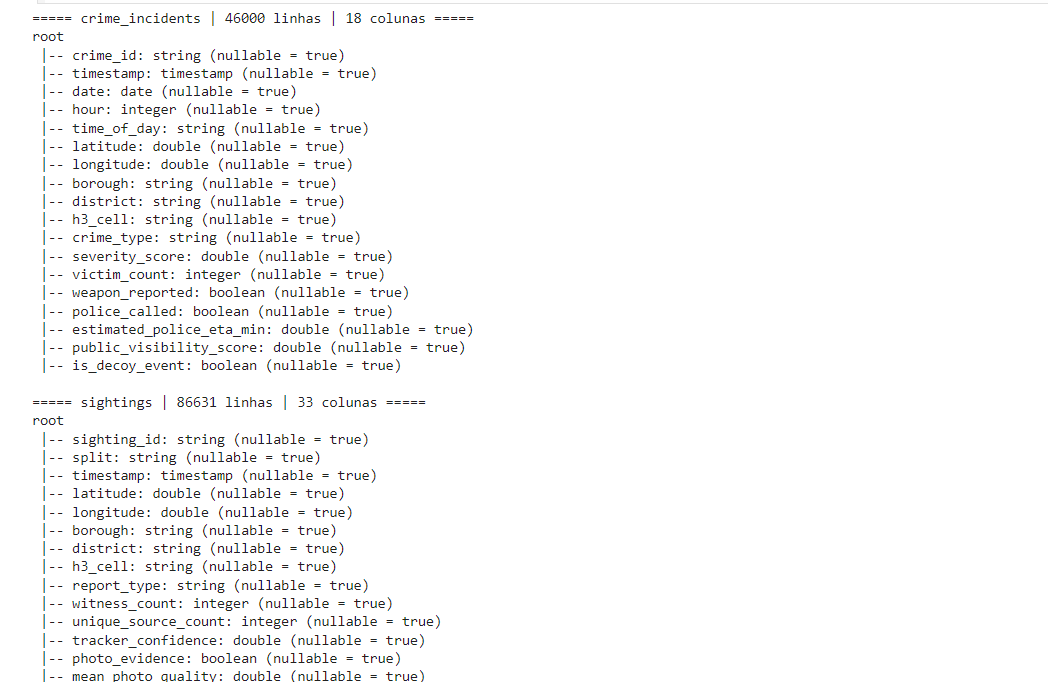 ===== crime_incidents | 46000 linhas | 18 colunas =====
root
|-- crime_id: string (nullable = true)
|-- timestamp: timestamp (nullable = true)
|-- date: date (nullable = true)
|-- hour: integer (nullable = true)
|-- time_of_day: string (nullable = true)
|-- latitude: double (nullable = true)
|-- longitude: double (nullable = true)
|-- borough: string (nullable = true)
|-- district: string (nullable = true)
|-- h3_cell: string (nullable = true)
|-- crime_type: string (nullable = true)
|-- severity_score: double (nullable = true)
|-- victim_count: integer (nullable = true)
|-- weapon_reported: boolean (nullable = true)
|-- police_called: boolean (nullable = true)
|-- estimated_police_eta_min: double (nullable = true)
|-- public_visibility_score: double (nullable = true)
|-- is_decoy_event: boolean (nullable = true)
===== sightings | 86631 linhas | 33 colunas =====
root
|-- sighting_id: string (nullable = true)
|-- split: string (nullable = true)
|-- timestamp: timestamp (nullable = true)
|-- latitude: double (nullable = true)
|-- longitude: double (nullable = true)
|-- borough: string (nullable = true)
|-- district: string (nullable = true)
|-- h3_cell: string (nullable = true)
|-- report_type: string (nullable = true)
|-- witness_count: integer (nullable = true)
|-- unique_source_count: integer (nullable = true)
|-- tracker_confidence: double (nullable = true)
|-- photo_evidence: boolean (nullable = true)
|-- mean_photo_quality: double (nullable = true)